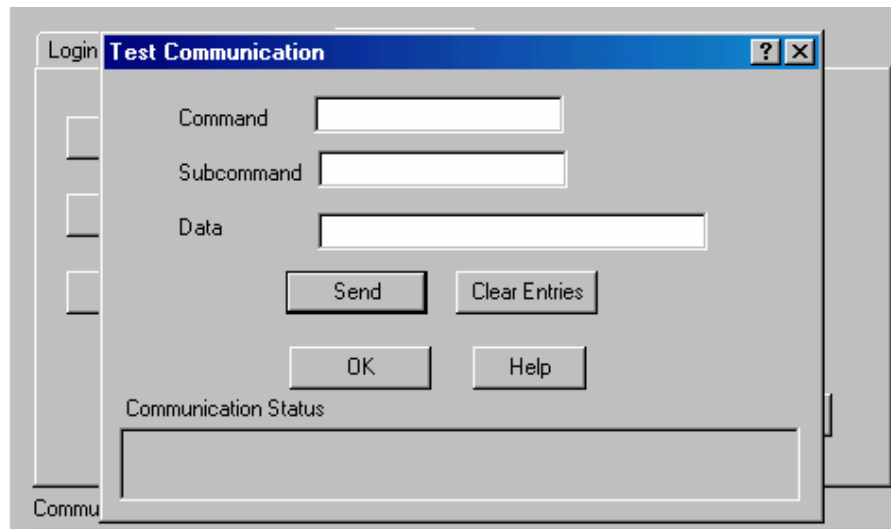 Login
Test Communication
Command
Subcommand
Data
Send Clear Entries
OK Help
Communication Status
Commu